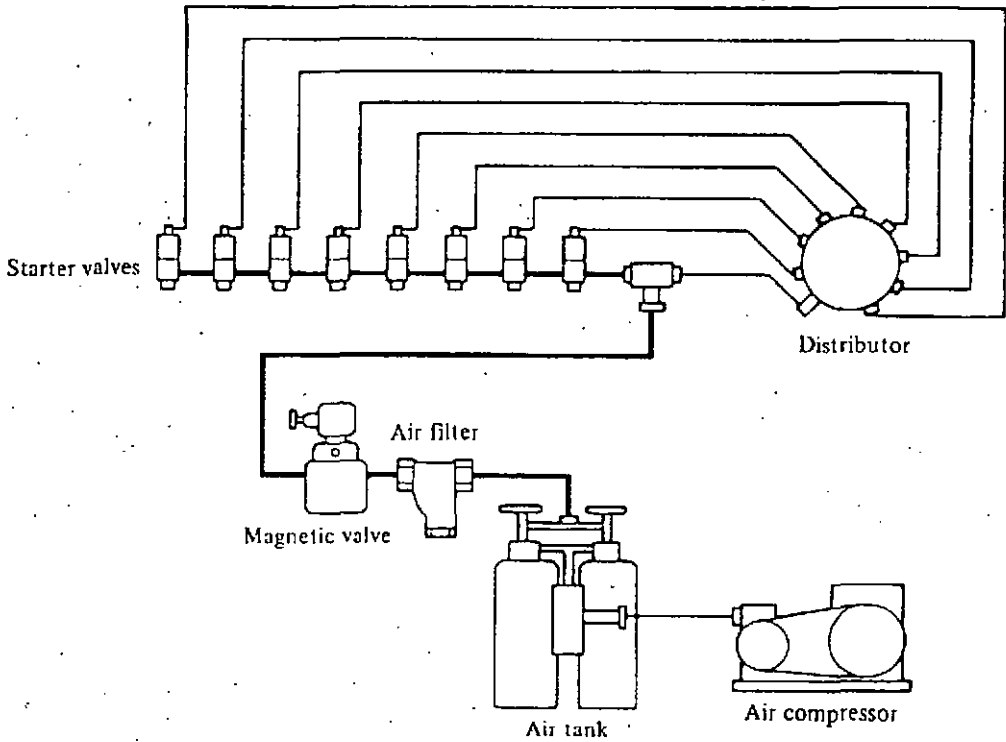 Starter valves
Distributor
Air filter
Magnetic valve
Air tank
Air compressor